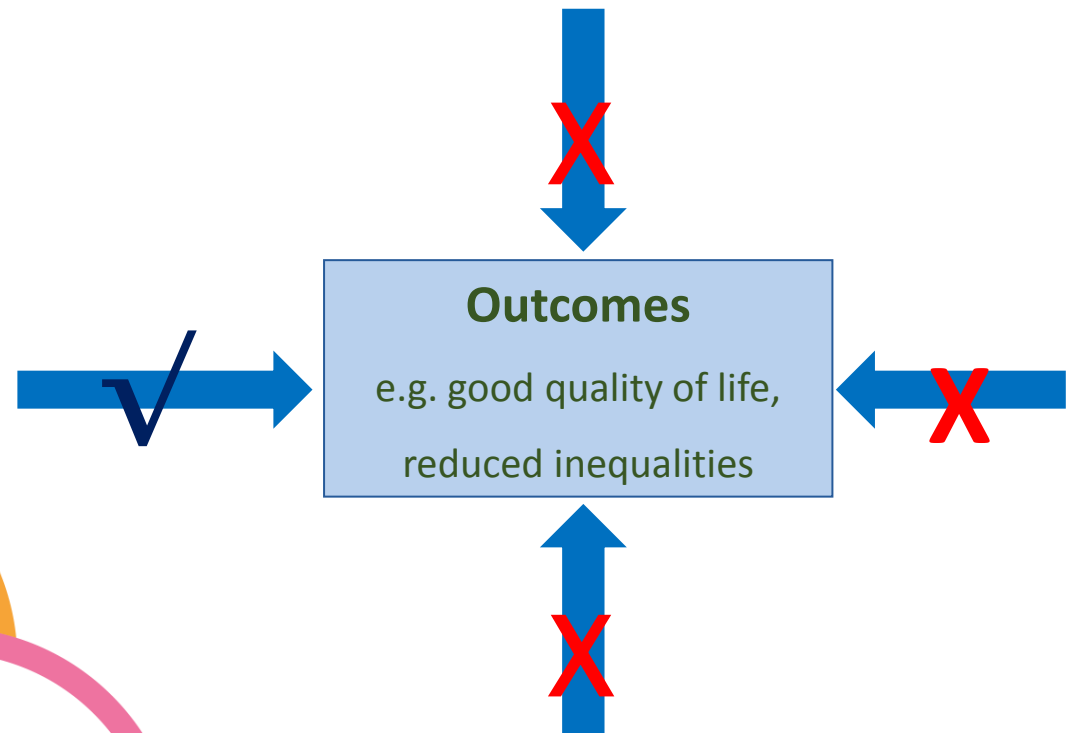 X
Outcomes
e.g. good quality of life,
reduced inequalities
√
X
X